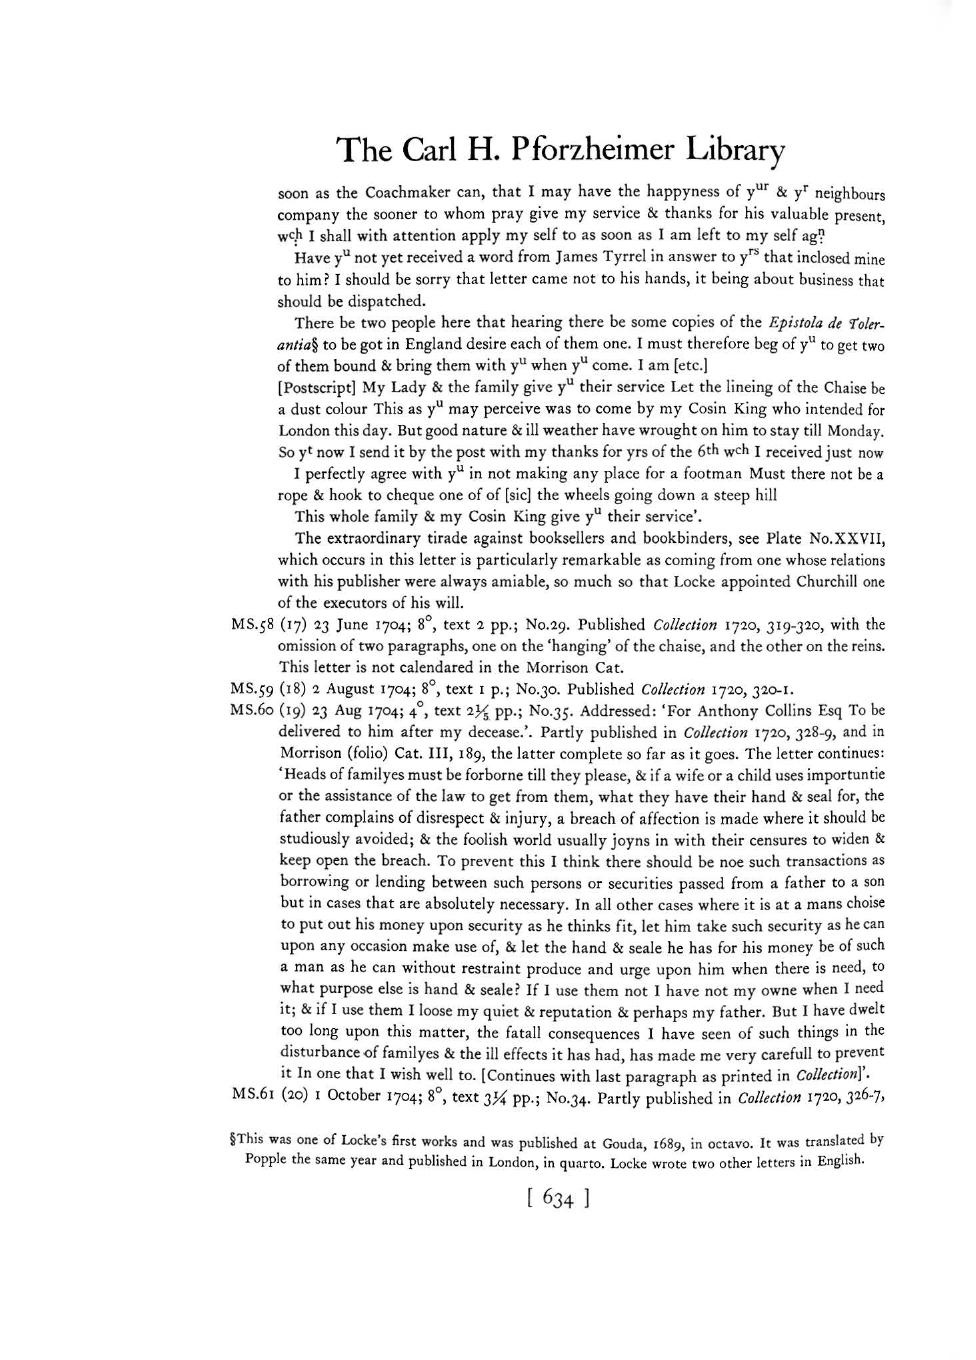 The Carl H. Pforzheimer Library
soon as the Coachmaker can, that I may have the happyness of yᵘʳ & yʳ neighbours
company the sooner to whom pray give my service & thanks for his valuable present,
wᶜʰ I shall with attention apply my self to as soon as I am left to my self agⁿ
Have yᵘ not yet received a word from James Tyrrel in answer to yʳˢ that inclosed mine
to him? I should be sorry that letter came not to his hands, it being about business that
should be dispatched.
There be two people here that hearing there be some copies of the Epistola de Toler-
antia§ to be got in England desire each of them one. I must therefore beg of yᵘ to get two
of them bound & bring them with yᵘ when yᵘ come. I am [etc.]
[Postscript] My Lady & the family give yᵘ their service Let the lineing of the Chaise be
a dust colour This as yᵘ may perceive was to come by my Cosin King who intended for
London this day. But good nature & ill weather have wrought on him to stay till Monday.
So yᵗ now I send it by the post with my thanks for yrs of the 6ᵗʰ wᶜʰ I received just now
I perfectly agree with yᵘ in not making any place for a footman Must there not be a
rope & hook to cheque one of of [sic] the wheels going down a steep hill
This whole family & my Cosin King give yᵘ their service'.
The extraordinary tirade against booksellers and bookbinders, see Plate No.XXVII,
which occurs in this letter is particularly remarkable as coming from one whose relations
with his publisher were always amiable, so much so that Locke appointed Churchill one
of the executors of his will.
MS.58 (17) 23 June 1704; 8°, text 2 pp.; No.29. Published Collection 1720, 319-320, with the
omission of two paragraphs, one on the 'hanging' of the chaise, and the other on the reins.
This letter is not calendared in the Morrison Cat.
MS.59 (18) 2 August 1704; 8°, text 1 p.; No.30. Published Collection 1720, 320-1.
MS.60 (19) 23 Aug 1704; 4°, text 2⅕ pp.; No.35. Addressed: 'For Anthony Collins Esq To be
delivered to him after my decease.'. Partly published in Collection 1720, 328-9, and in
Morrison (folio) Cat. III, 189, the latter complete so far as it goes. The letter continues:
'Heads of familyes must be forborne till they please, & if a wife or a child uses importuntie
or the assistance of the law to get from them, what they have their hand & seal for, the
father complains of disrespect & injury, a breach of affection is made where it should be
studiously avoided; & the foolish world usually joyns in with their censures to widen &
keep open the breach. To prevent this I think there should be noe such transactions as
borrowing or lending between such persons or securities passed from a father to a son
but in cases that are absolutely necessary. In all other cases where it is at a mans choise
to put out his money upon security as he thinks fit, let him take such security as he can
upon any occasion make use of, & let the hand & seale he has for his money be of such
a man as he can without restraint produce and urge upon him when there is need, to
what purpose else is hand & seale? If I use them not I have not my owne when I need
it; & if I use them I loose my quiet & reputation & perhaps my father. But I have dwelt
too long upon this matter, the fatall consequences I have seen of such things in the
disturbance of familyes & the ill effects it has had, has made me very carefull to prevent
it In one that I wish well to. [Continues with last paragraph as printed in Collection]'.
MS.61 (20) 1 October 1704; 8°, text 3¼ pp.; No.34. Partly published in Collection 1720, 326-7,
§This was one of Locke's first works and was published at Gouda, 1689, in octavo. It was translated by
Popple the same year and published in London, in quarto. Locke wrote two other letters in English.
[ 634 ]